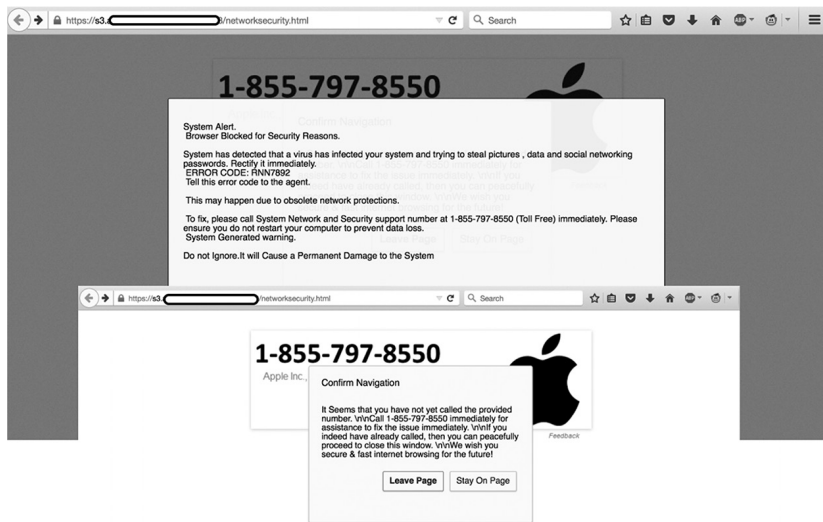 https://s3.
/networksecurity.html
Search
ABP
1-855-797-8550
System Alert.
Browser Blocked for Security Reasons.
System has detected that a virus has infected your system and trying to steal pictures , data and social networking
passwords. Rectify it immediately.
ERROR CODE: RNN7892
Tell this error code to the agent.
This may happen due to obsolete network protections.
To fix, please call System Network and Security support number at 1-855-797-8550 (Toll Free) immediately. Please
ensure you do not restart your computer to prevent data loss.
System Generated warning.
Do not Ignore.It will Cause a Permanent Damage to the System
Confirm Navigation
Leave Page
Stay On Page
https://s3.
/networksecurity.html
Search
1-855-797-8550
Apple Inc.,
Confirm Navigation
It Seems that you have not yet called the provided
number. \n\nCall 1-855-797-8550 immediately for
assistance to fix the issue immediately. \n\nIf you
indeed have already called, then you can peacefully
proceed to close this window. \n\nWe wish you
secure & fast internet browsing for the future!
Feedback
Leave Page
Stay On Page